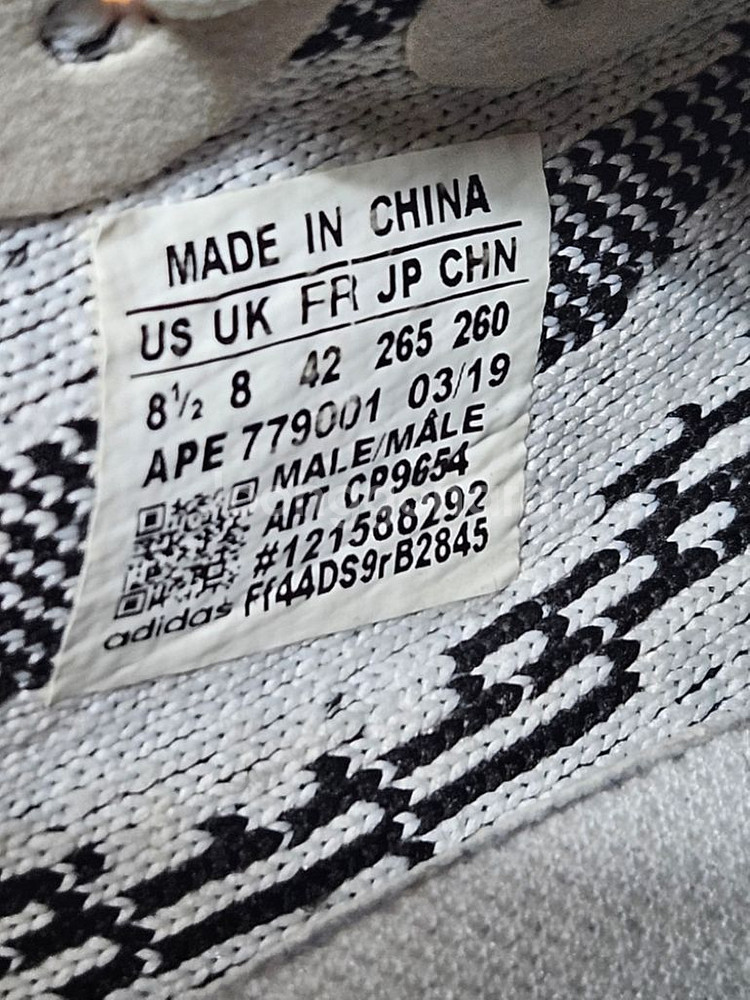 MADE IN CHINA
US UK FR JP CHN
8½ 8 42 265 260
APE 779001 03/19
MALE/MÂLE
ART CP9654
#121588292
Ff44DS9rB2845
adidas